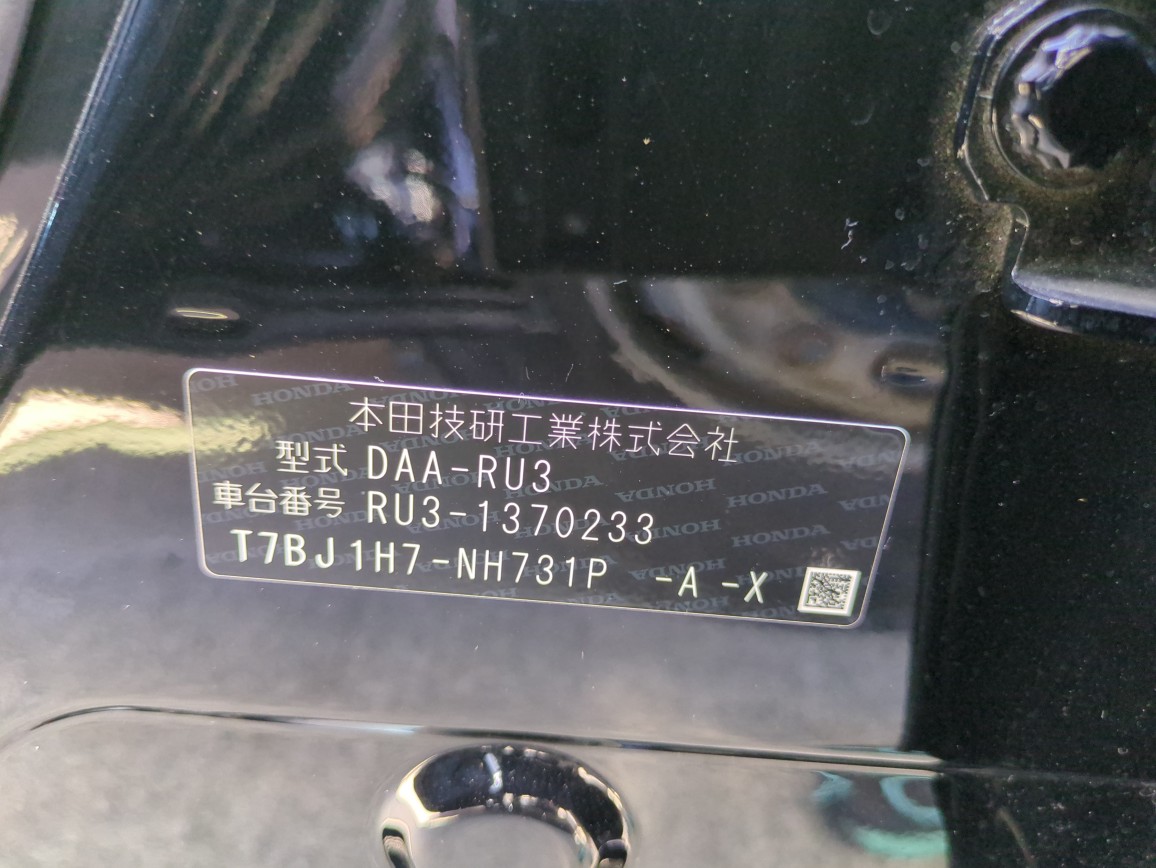 本田技研工業株式会社
型式 DAA-RU3
車台番号 RU3-1370233
T7BJ1H7-NH731P -A -X
HONDA